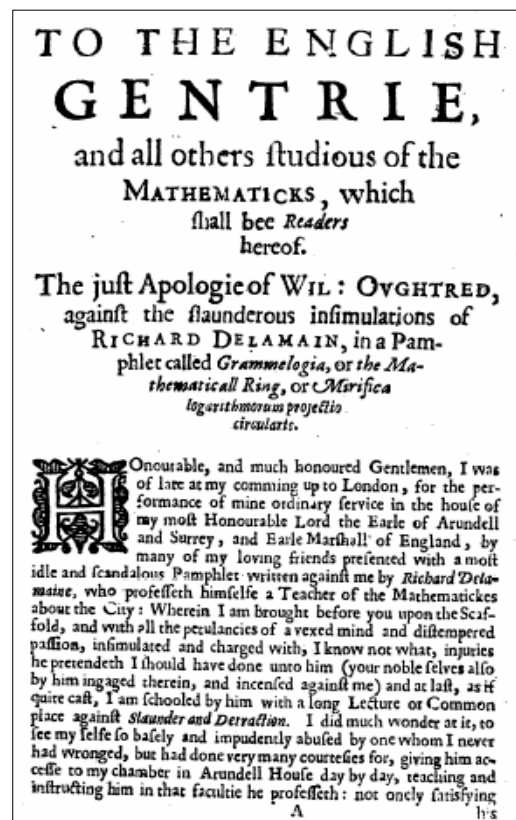 TO THE ENGLISH
GENTRIE,
and all others ſtudious of the
MATHEMATICKS, which
ſhall bee Readers
hereof.
The juſt Apologie of WIL: OVGHTRED,
againſt the ſlaunderous inſimulations of
RICHARD DELAMAIN, in a Pam-
phlet called Grammelogia, or the Ma-
thematicall Ring, or Mirifica
logarithmorum projectio
circularis.
HOnourable, and much honoured Gentlemen, I was
of late at my comming up to London, for the per-
formance of mine ordinary ſervice in the houſe of
my moſt Honourable Lord the Earle of Arundell
and Surrey, and Earle Marſhall of England, by
many of my loving friends preſented with a moſt
idle and ſcandalous Pamphlet written againſt me by Richard Dela-
maine, who profeſſeth himſelfe a Teacher of the Mathematickes
about the City: Wherein I am brought before you upon the Scaf-
fold, and with all the petulancies of a vexed mind and diſtempered
paſſion, inſimulated and charged with, I know not what, injuries
he pretendeth I ſhould have done unto him (your noble ſelves alſo
by him ingaged therein, and incenſed againſt me) and at laſt, as if
quite caſt, I am ſchooled by him with a long Lecture or Common
place againſt Slaunder and Detraction. I did much wonder at it, to
ſee my ſelfe ſo baſely and impudently abuſed by one whom I never
had wronged, but had done very many courteſies for, giving him ac-
ceſſe to my chamber in Arundell Houſe day by day, teaching and
inſtructing him in that facultie he profeſſeth: not onely ſatisfying
A his